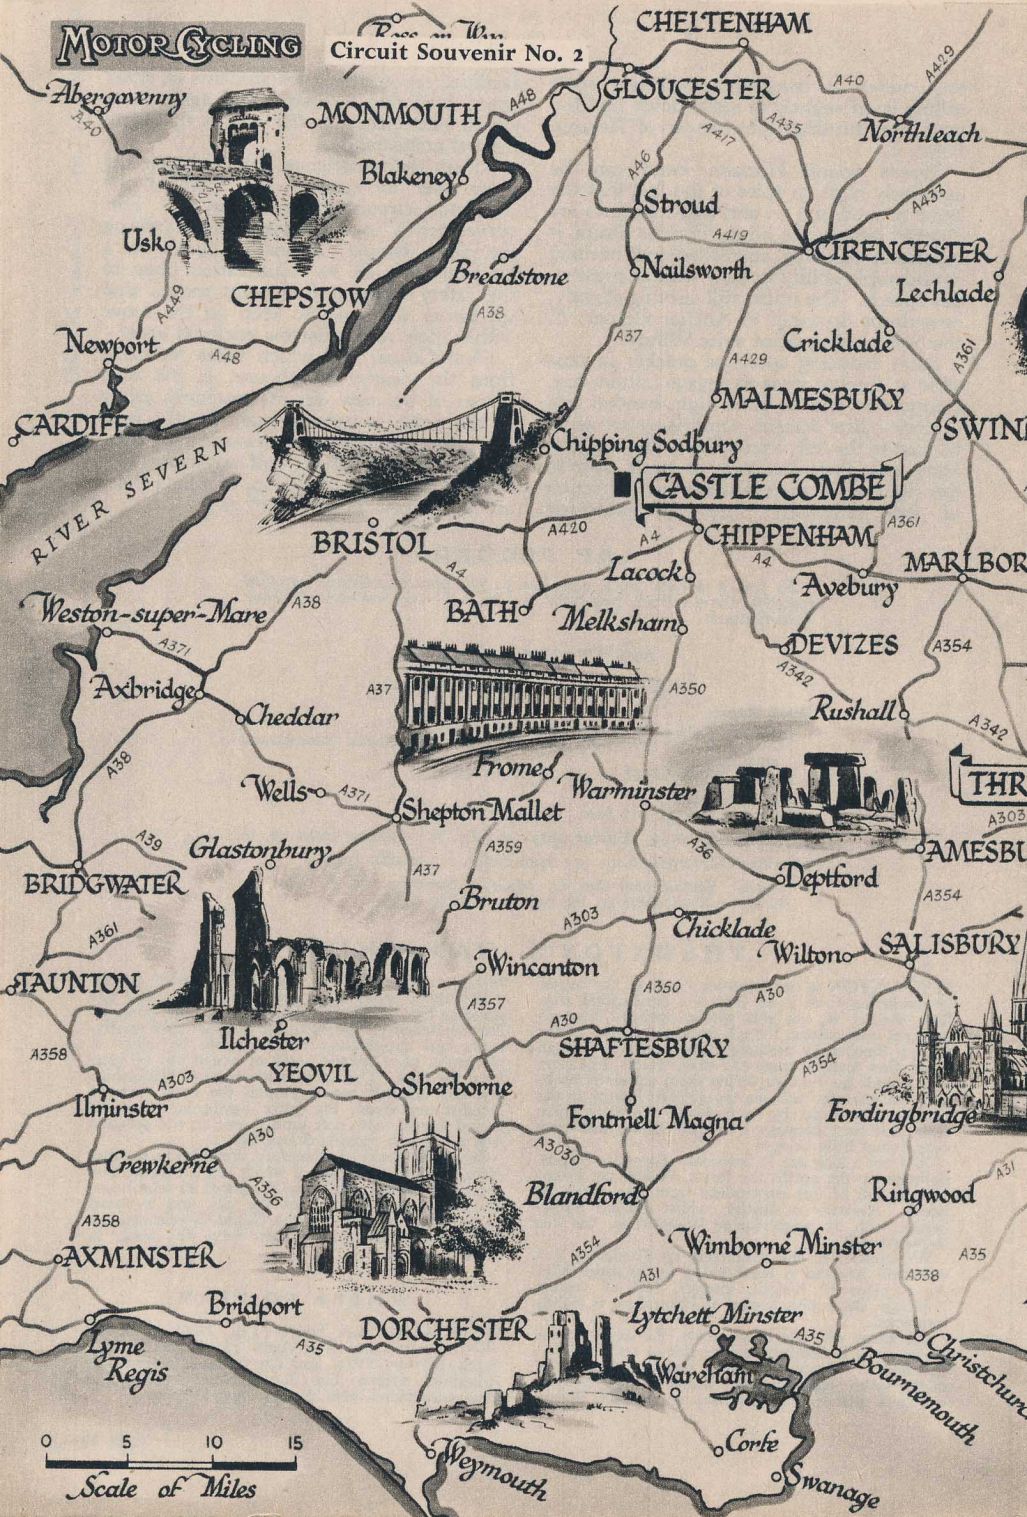 MOTOR CYCLING
Circuit Souvenir No. 2
Ross on Wye
CHELTENHAM
Abergavenny
A40
MONMOUTH
A48
GLOUCESTER
A40
A429
Northleach
A417
A435
Blakeney
A46
Stroud
A433
Usk
A419
CIRENCESTER
Breadstone
Nailsworth
Lechlade
CHEPSTOW
A449
A38
Newport
A48
A37
A429
Cricklade
A361
MALMESBURY
CARDIFF
SWIN
RIVER SEVERN
Chipping Sodbury
CASTLE COMBE
BRISTOL
A420
A4
CHIPPENHAM
A361
MARLBOR
A4
Lacock
A4
Avebury
Weston-super-Mare
A38
BATH
Melksham
A371
DEVIZES
A354
Axbridge
A37
A350
A342
Cheddar
Rushall
A342
A38
Frome
Warminster
Wells
A371
Shepton Mallet
THR
A303
A39
Glastonbury
A359
A36
AMESBU
BRIDGWATER
A37
Deptford
Bruton
A354
A303
Chicklade
A361
Wilton
SALISBURY
TAUNTON
Wincanton
A350
A30
A357
Ilchester
A30
SHAFTESBURY
A358
A303
YEOVIL
Sherborne
A354
Ilminster
Fontmell Magna
Fordingbridge
A30
A3030
Crewkerne
A31
A356
Blandford
Ringwood
A358
AXMINSTER
A354
Wimborne Minster
A35
A31
A338
Bridport
DORCHESTER
Lytchett Minster
A35
Lyme
Regis
A35
Christchurc
Wareham
Bournemouth
Corfe
Weymouth
Swanage
0 5 10 15
Scale of Miles